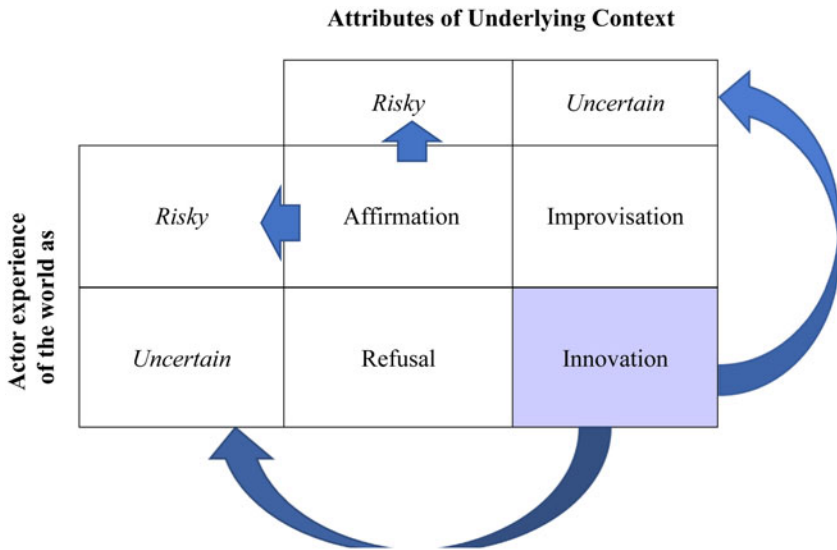 Attributes of Underlying Context
Risky
Uncertain
Actor experience
of the world as
Risky
Affirmation
Improvisation
Uncertain
Refusal
Innovation